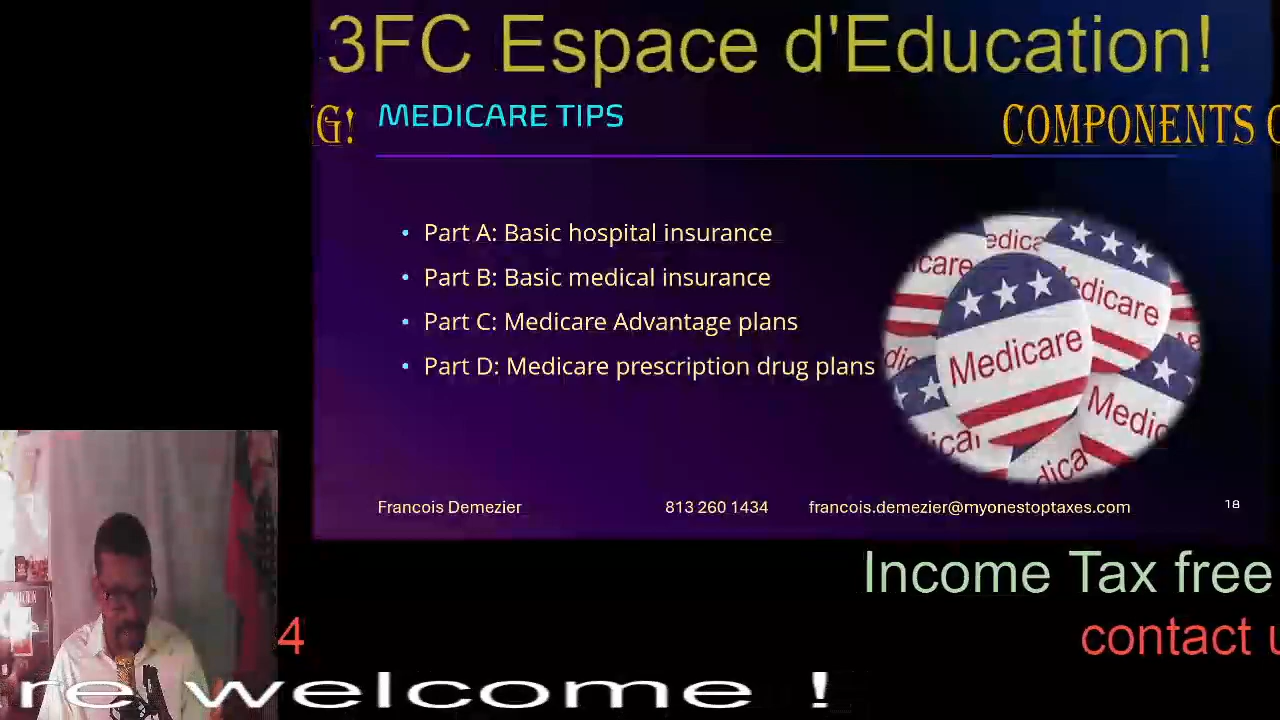 3FC Espace d'Education!
G!
MEDICARE TIPS
COMPONENTS
• Part A: Basic hospital insurance
• Part B: Basic medical insurance
• Part C: Medicare Advantage plans
• Part D: Medicare prescription drug plans
Medicare
Francois Demezier 813 260 1434 francois.demezier@myonestoptaxes.com 18
Income Tax free
4
contact u
re welcome !